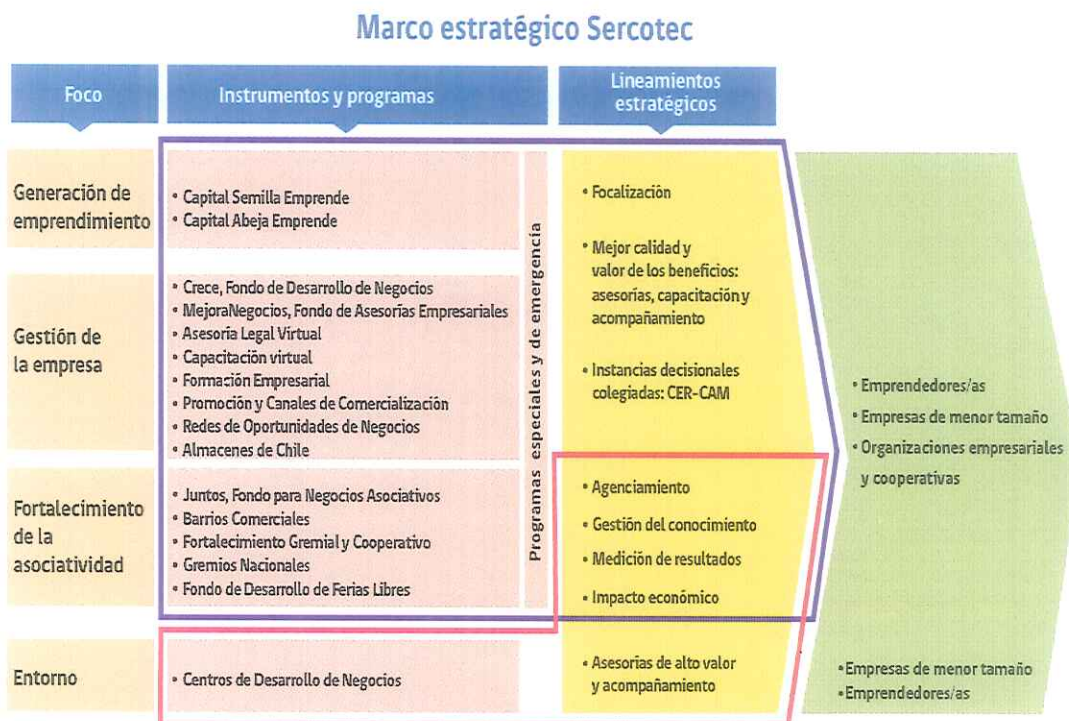 Marco estratégico Sercotec
Foco
Instrumentos y programas
Lineamientos
estratégicos
Generación de
emprendimiento
• Capital Semilla Emprende
• Capital Abeja Emprende
Gestión de
la empresa
• Crece, Fondo de Desarrollo de Negocios
• MejoraNegocios, Fondo de Asesorías Empresariales
• Asesoría Legal Virtual
• Capacitación virtual
• Formación Empresarial
• Promoción y Canales de Comercialización
• Redes de Oportunidades de Negocios
• Almacenes de Chile
Fortalecimiento
de la
asociatividad
• Juntos, Fondo para Negocios Asociativos
• Barrios Comerciales
• Fortalecimiento Gremial y Cooperativo
• Gremios Nacionales
• Fondo de Desarrollo de Ferias Libres
Entorno
• Centros de Desarrollo de Negocios
Programas especiales y de emergencia
• Focalización
• Mejor calidad y
valor de los beneficios:
asesorías, capacitación y
acompañamiento
• Instancias decisionales
colegiadas: CER-CAM
• Agenciamiento
• Gestión del conocimiento
• Medición de resultados
• Impacto económico
• Asesorías de alto valor
y acompañamiento
• Emprendedores/as
• Empresas de menor tamaño
• Organizaciones empresariales
y cooperativas
• Empresas de menor tamaño
• Emprendedores/as